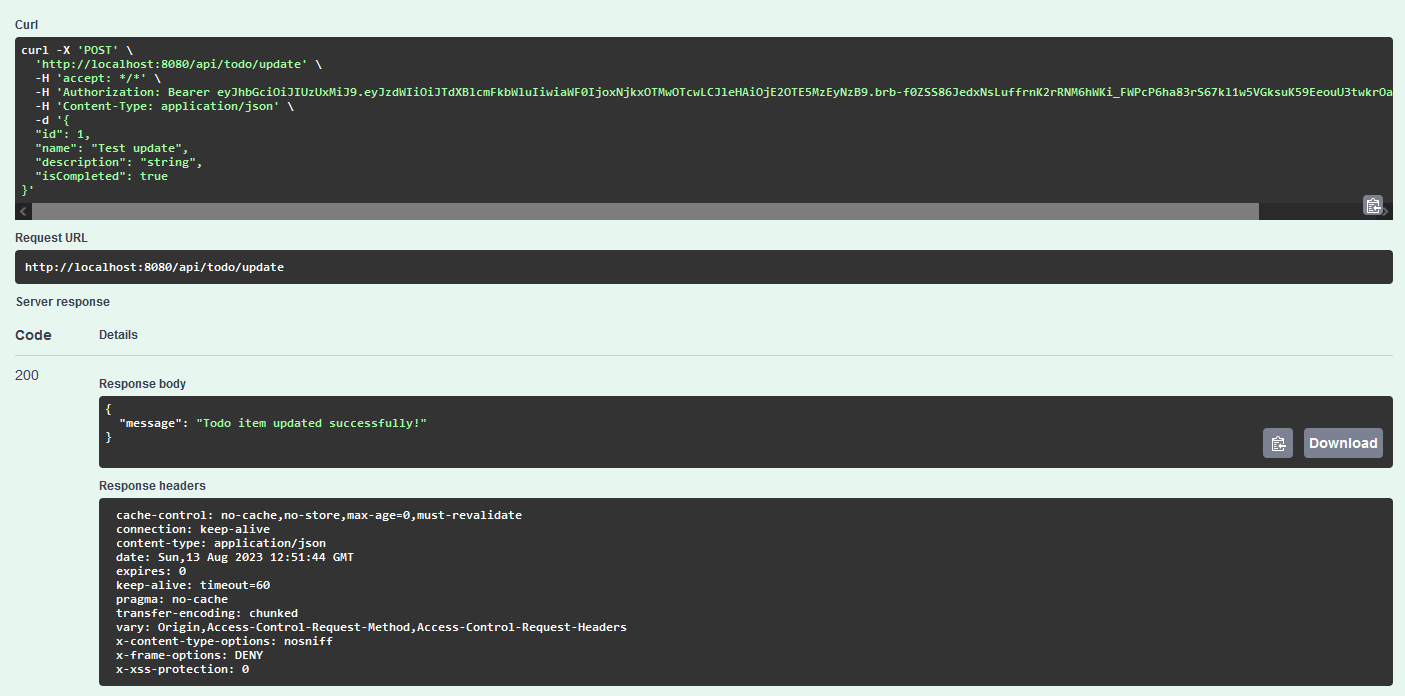 Curl
curl -X 'POST' \
'http://localhost:8080/api/todo/update' \
-H 'accept: */*' \
-H 'Authorization: Bearer eyJhbGciOiJIUzUxMiJ9.eyJzdWIiOiJTdXBlcmFkbWluIiwiaWF0IjoxNjkxOTMwOTcwLCJleHAiOjE2OTE5MzEyNzB9.brb-f0ZSS86JedxNsLuffrnK2rRNM6hWKi_FWPcP6ha83rS67kl1w5VGksuK59EeouU3twkrOa
-H 'Content-Type: application/json' \
-d '{
"id": 1,
"name": "Test update",
"description": "string",
"isCompleted": true
}'
Request URL
http://localhost:8080/api/todo/update
Server response
Code Details
200
Response body
{
"message": "Todo item updated successfully!"
}
Download
Response headers
cache-control: no-cache,no-store,max-age=0,must-revalidate
connection: keep-alive
content-type: application/json
date: Sun,13 Aug 2023 12:51:44 GMT
expires: 0
keep-alive: timeout=60
pragma: no-cache
transfer-encoding: chunked
vary: Origin,Access-Control-Request-Method,Access-Control-Request-Headers
x-content-type-options: nosniff
x-frame-options: DENY
x-xss-protection: 0